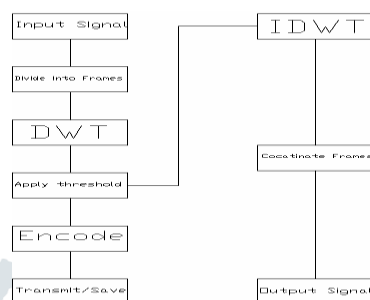 Input Signal
Divide into Frames
DWT
Apply threshold
Encode
Transmit/Save
IDWT
Cocatinate Frames
Output Signal